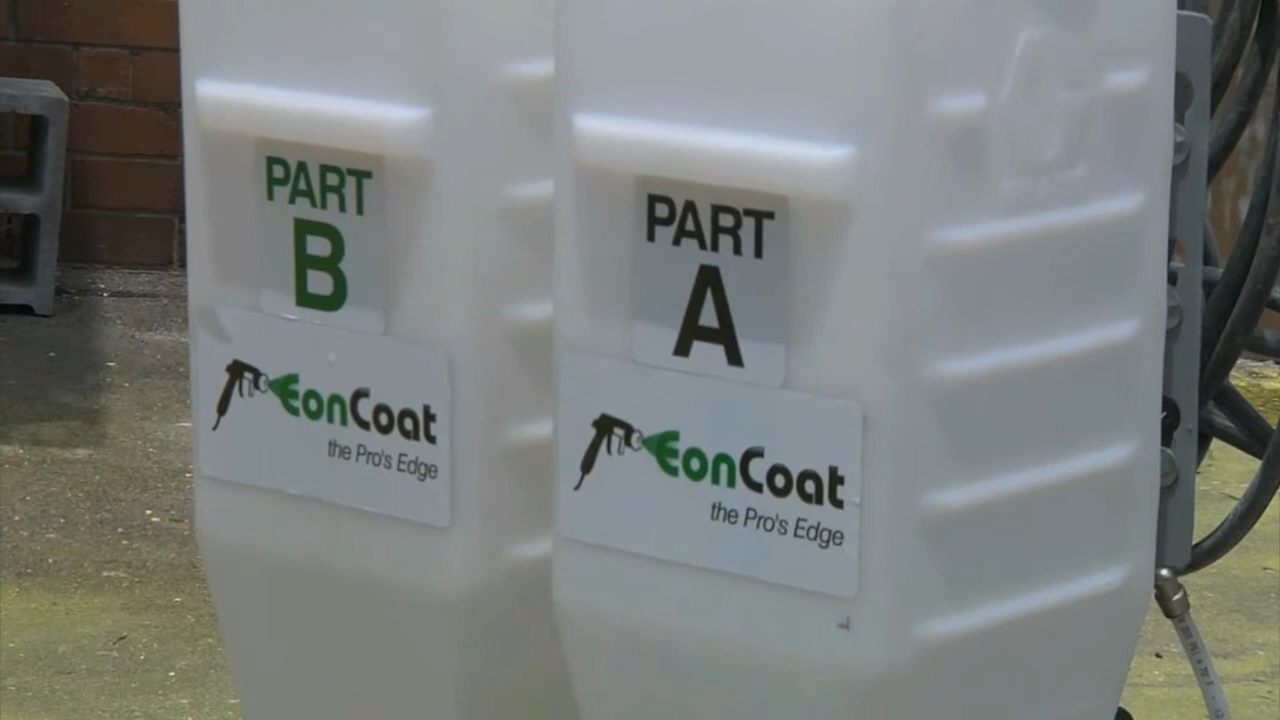 PART
B
EonCoat
the Pro's Edge
PART
A
EonCoat
the Pro's Edge